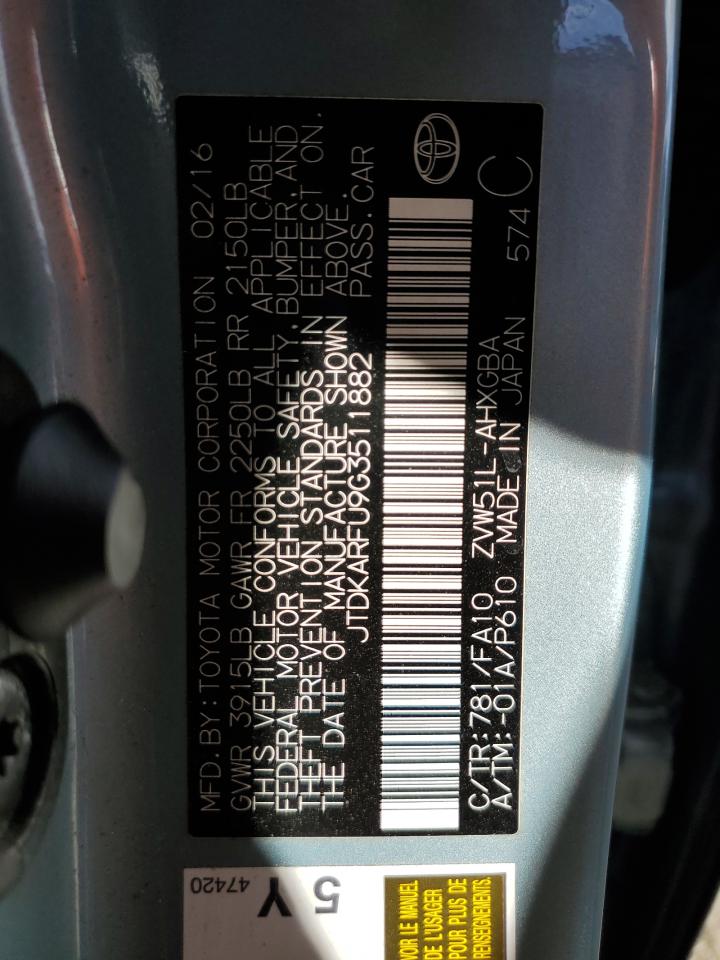 MFD. BY: TOYOTA MOTOR CORPORATION 02/16
GVWR 3915LB GAWR FR 2250LB RR 2150LB
THIS VEHICLE CONFORMS TO ALL APPLICABLE
FEDERAL MOTOR VEHICLE SAFETY, BUMPER, AND
THEFT PREVENTION STANDARDS IN EFFECT ON
THE DATE OF MANUFACTURE SHOWN ABOVE.
JTDKARFU9G3511882 PASS. CAR
C/TR: 781/FA10 ZVW51L-AHXGBA
A/TM: -01A/P610 MADE IN JAPAN 574 C
5Y
47420
VOIR LE MANUEL
DE L'USAGER
POUR PLUS DE
RENSEIGNEMENTS.